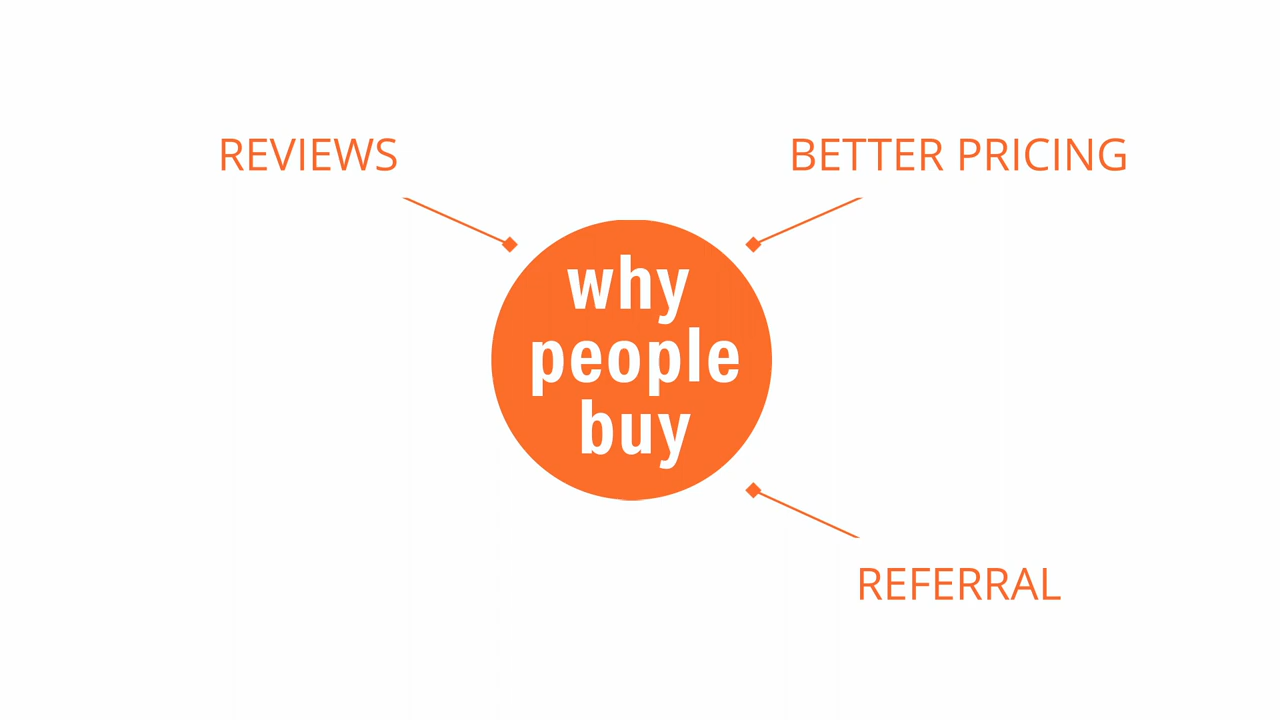 REVIEWS
BETTER PRICING
why
people
buy
REFERRAL